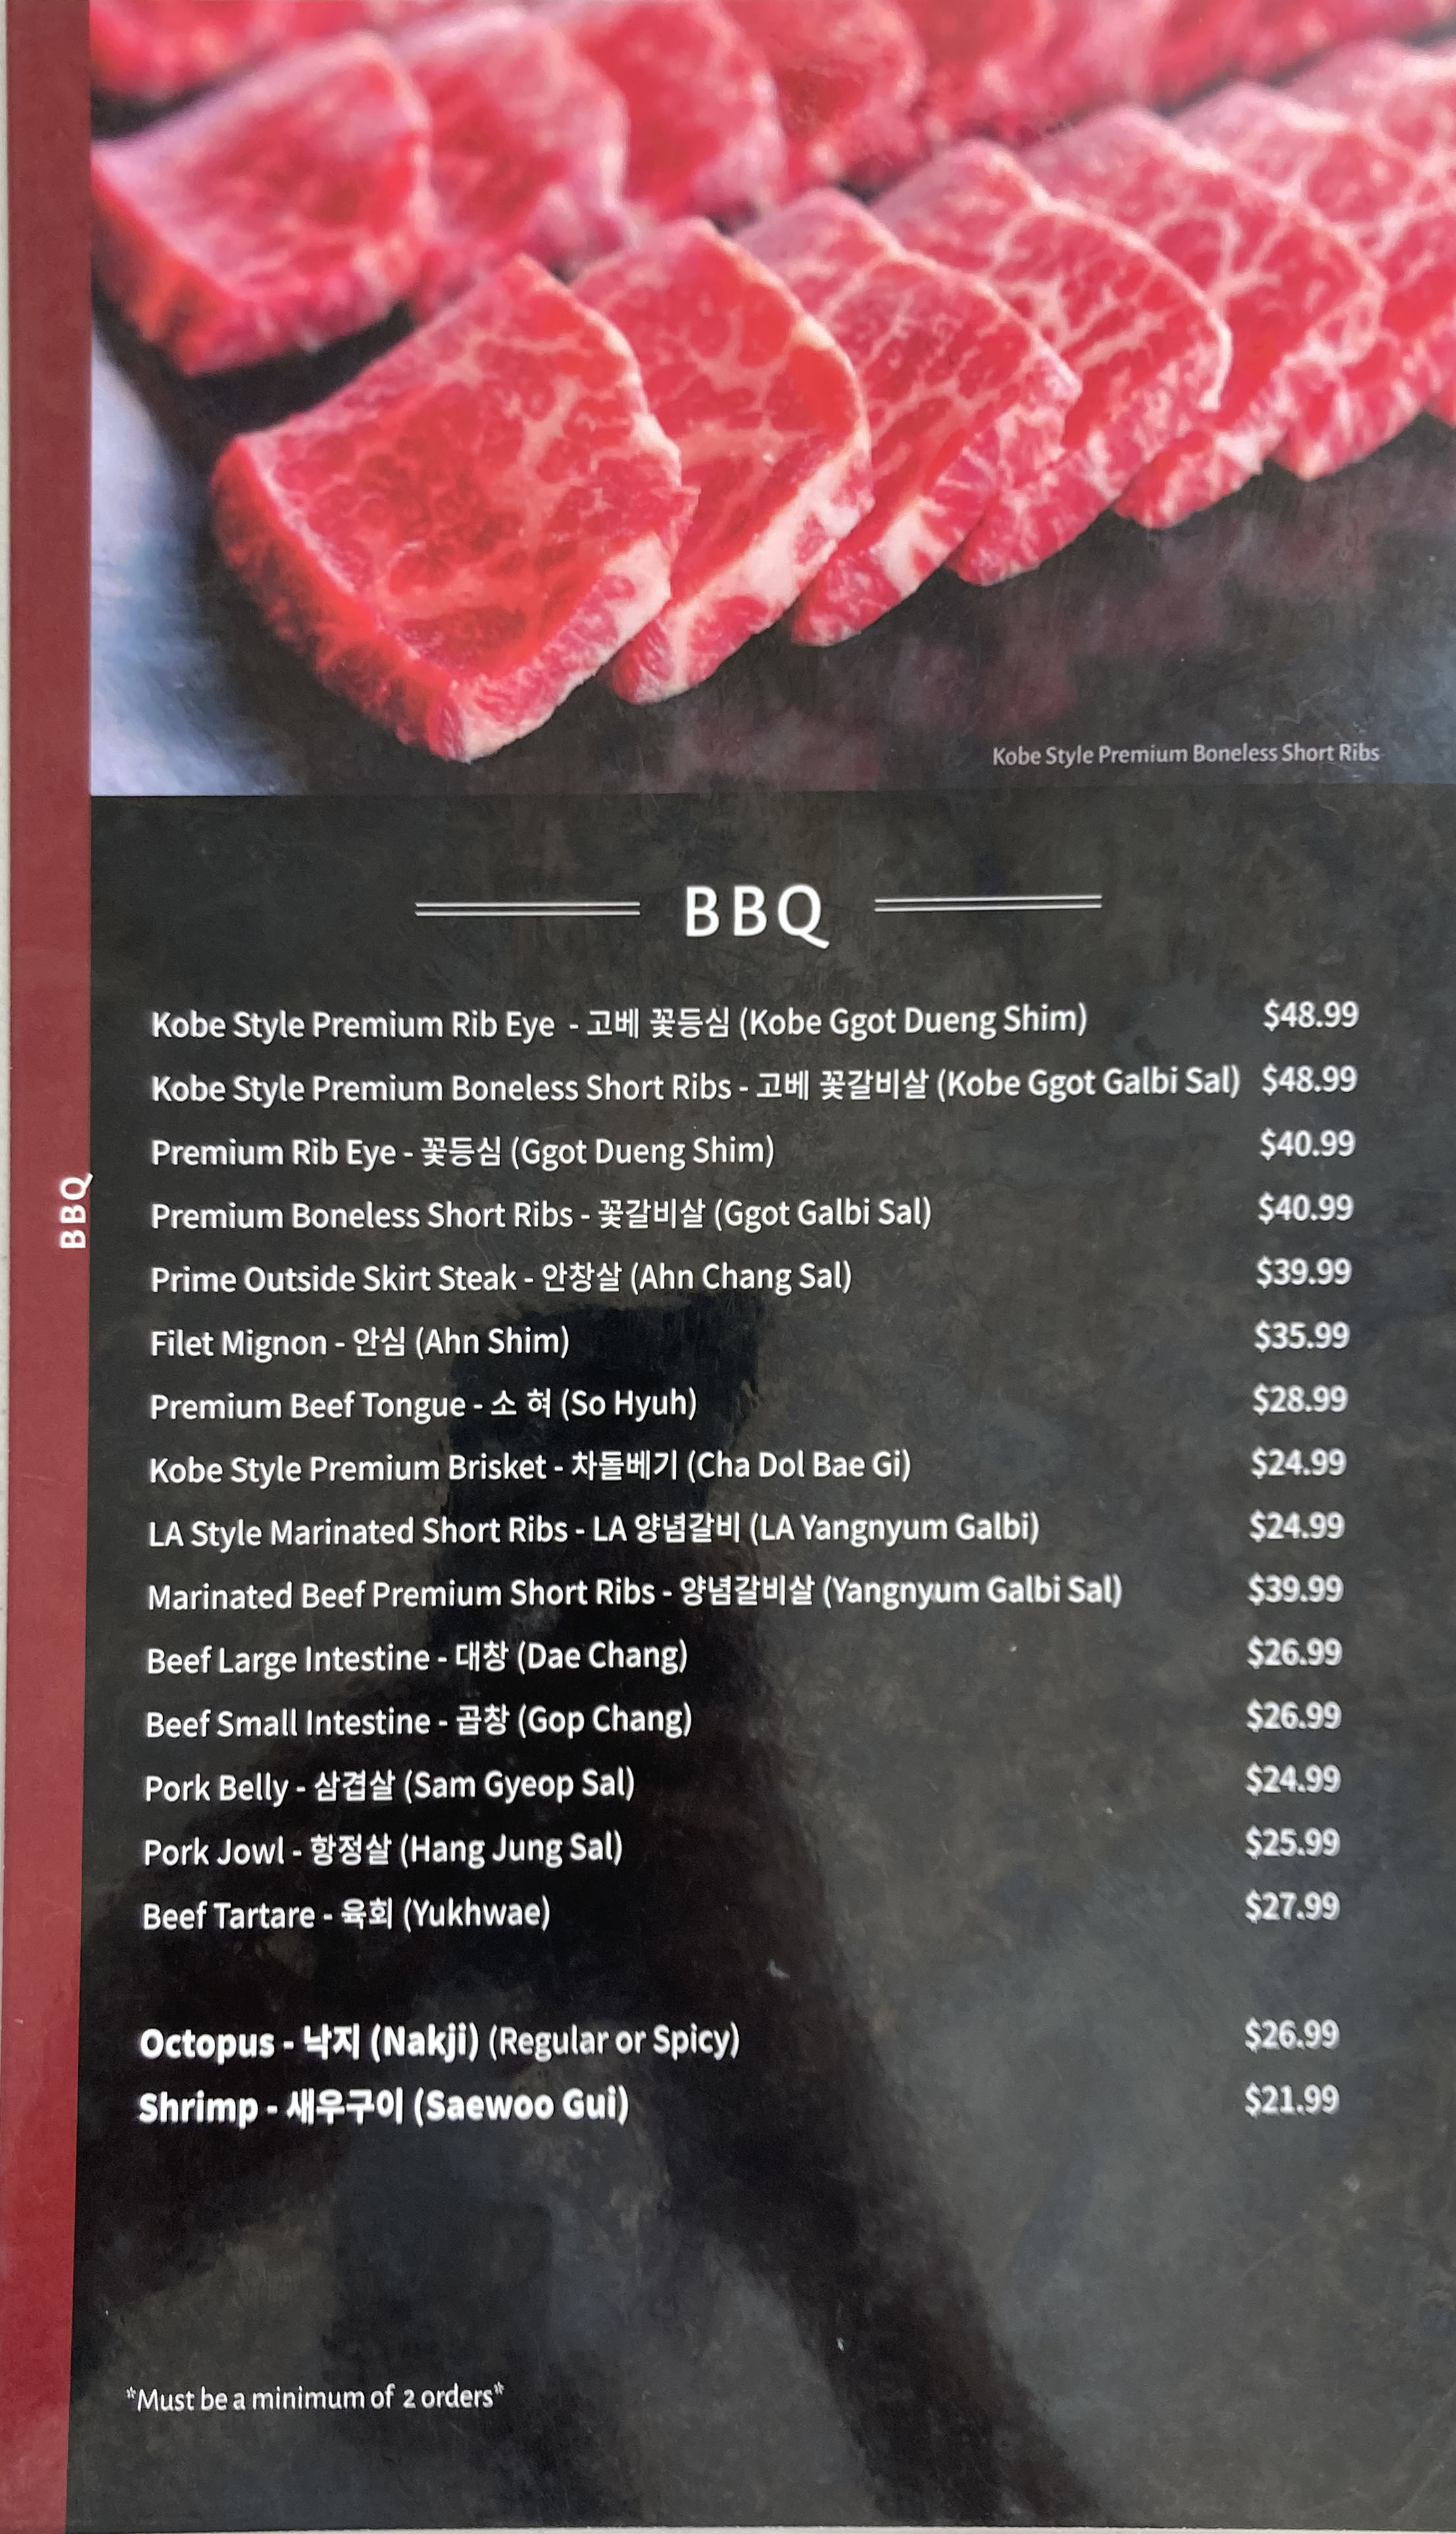 Kobe Style Premium Boneless Short Ribs
BBQ
Kobe Style Premium Rib Eye - 고베 꽃등심 (Kobe Ggot Dueng Shim) $48.99
Kobe Style Premium Boneless Short Ribs - 고베 꽃갈비살 (Kobe Ggot Galbi Sal) $48.99
Premium Rib Eye - 꽃등심 (Ggot Dueng Shim) $40.99
Premium Boneless Short Ribs - 꽃갈비살 (Ggot Galbi Sal) $40.99
Prime Outside Skirt Steak - 안창살 (Ahn Chang Sal) $39.99
Filet Mignon - 안심 (Ahn Shim) $35.99
Premium Beef Tongue - 소 혀 (So Hyuh) $28.99
Kobe Style Premium Brisket - 차돌베기 (Cha Dol Bae Gi) $24.99
LA Style Marinated Short Ribs - LA 양념갈비 (LA Yangnyum Galbi) $24.99
Marinated Beef Premium Short Ribs - 양념갈비살 (Yangnyum Galbi Sal) $39.99
Beef Large Intestine - 대창 (Dae Chang) $26.99
Beef Small Intestine - 곱창 (Gop Chang) $26.99
Pork Belly - 삼겹살 (Sam Gyeop Sal) $24.99
Pork Jowl - 항정살 (Hang Jung Sal) $25.99
Beef Tartare - 육회 (Yukhwae) $27.99
Octopus - 낙지 (Nakji) (Regular or Spicy) $26.99
Shrimp - 새우구이 (Saewoo Gui) $21.99
*Must be a minimum of 2 orders*
BBQ